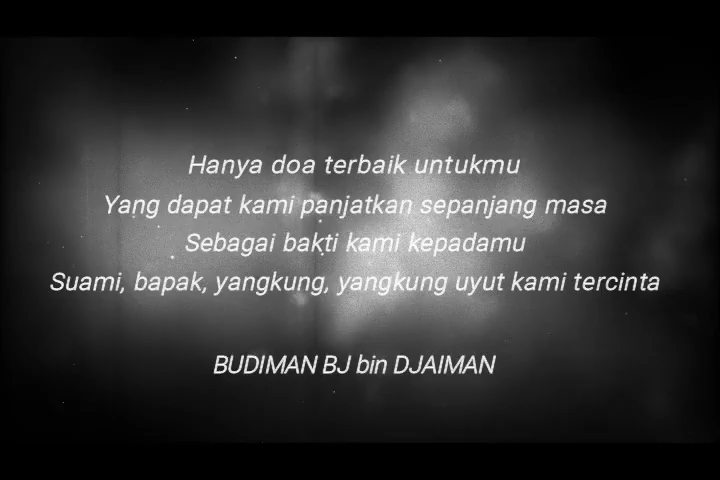 Hanya doa terbaik untukmu
Yang dapat kami panjatkan sepanjang masa
Sebagai bakti kami kepadamu
Suami, bapak, yangkung, yangkung uyut kami tercinta
BUDIMAN BJ bin DJAIMAN